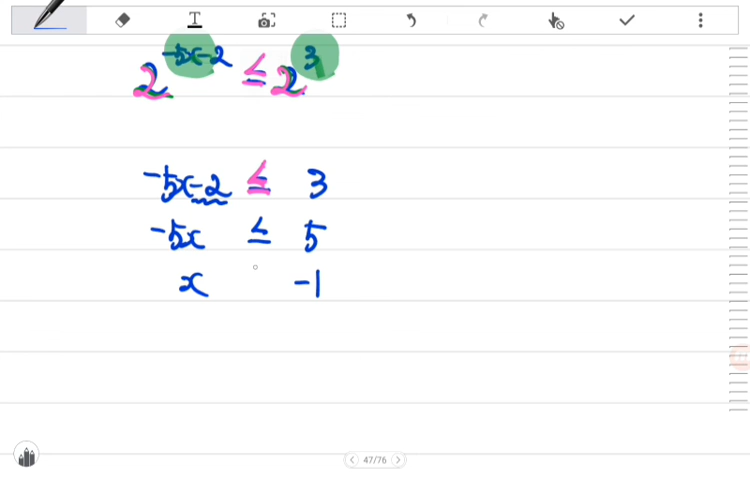 2^{-5x-2} ≤ 2^{3}
-5x-2 ≤ 3
-5x ≤ 5
x -1
47/76